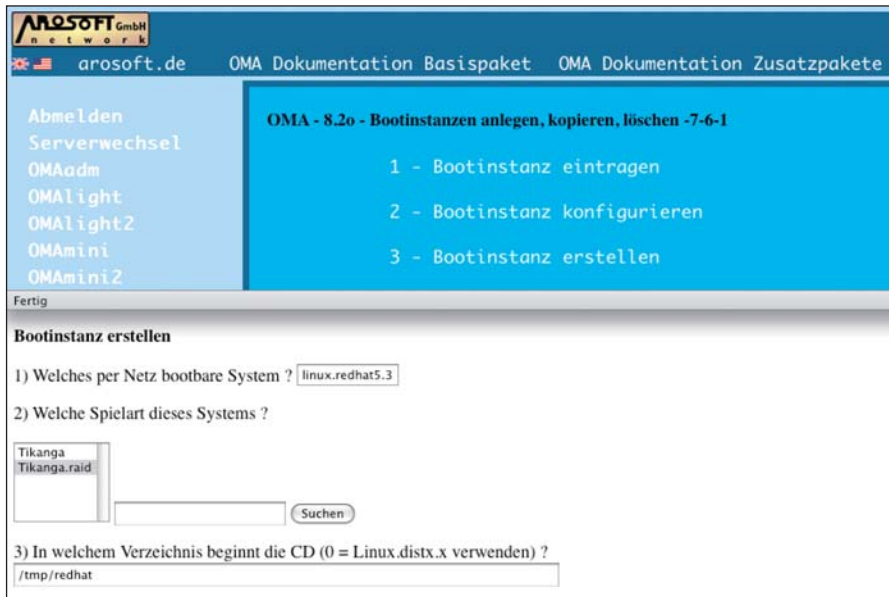 AROSOFT GmbH
network
arosoft.de OMA Dokumentation Basispaket OMA Dokumentation Zusatzpakete
Abmelden
Serverwechsel
OMAadm
OMAlight
OMAlight2
OMAmini
OMAmini2
OMA - 8.2o - Bootinstanzen anlegen, kopieren, löschen -7-6-1
1 - Bootinstanz eintragen
2 - Bootinstanz konfigurieren
3 - Bootinstanz erstellen
Fertig
Bootinstanz erstellen
1) Welches per Netz bootbare System ? linux.redhat5.3
2) Welche Spielart dieses Systems ?
Tikanga
Tikanga.raid
Suchen
3) In welchem Verzeichnis beginnt die CD (0 = Linux.distx.x verwenden) ?
/tmp/redhat